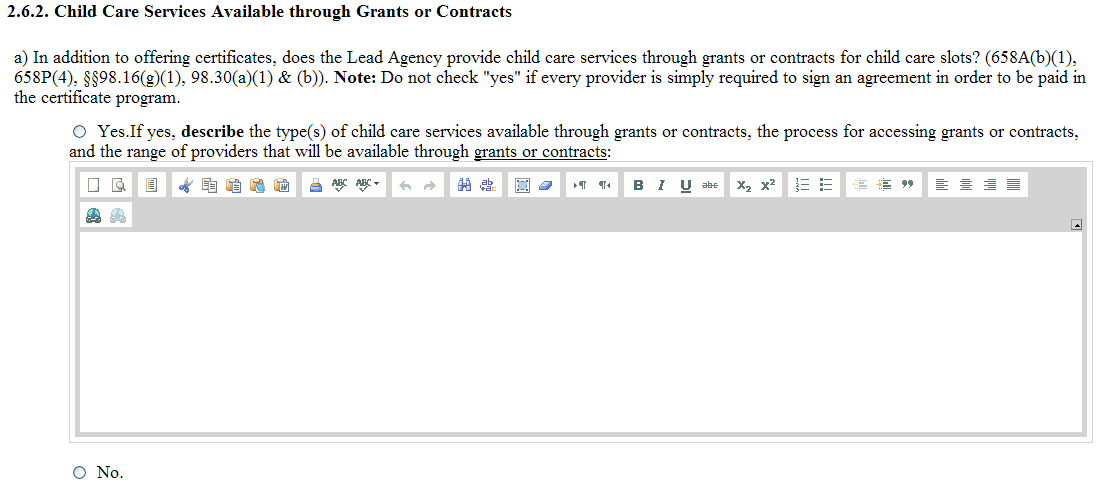 2.6.2. Child Care Services Available through Grants or Contracts
a) In addition to offering certificates, does the Lead Agency provide child care services through grants or contracts for child care slots? (658A(b)(1),
658P(4), §§98.16(g)(1), 98.30(a)(1) & (b)). Note: Do not check "yes" if every provider is simply required to sign an agreement in order to be paid in
the certificate program.
Yes.If yes, describe the type(s) of child care services available through grants or contracts, the process for accessing grants or contracts,
and the range of providers that will be available through grants or contracts:
ABC ABC B I U abc X₂ X²
No.